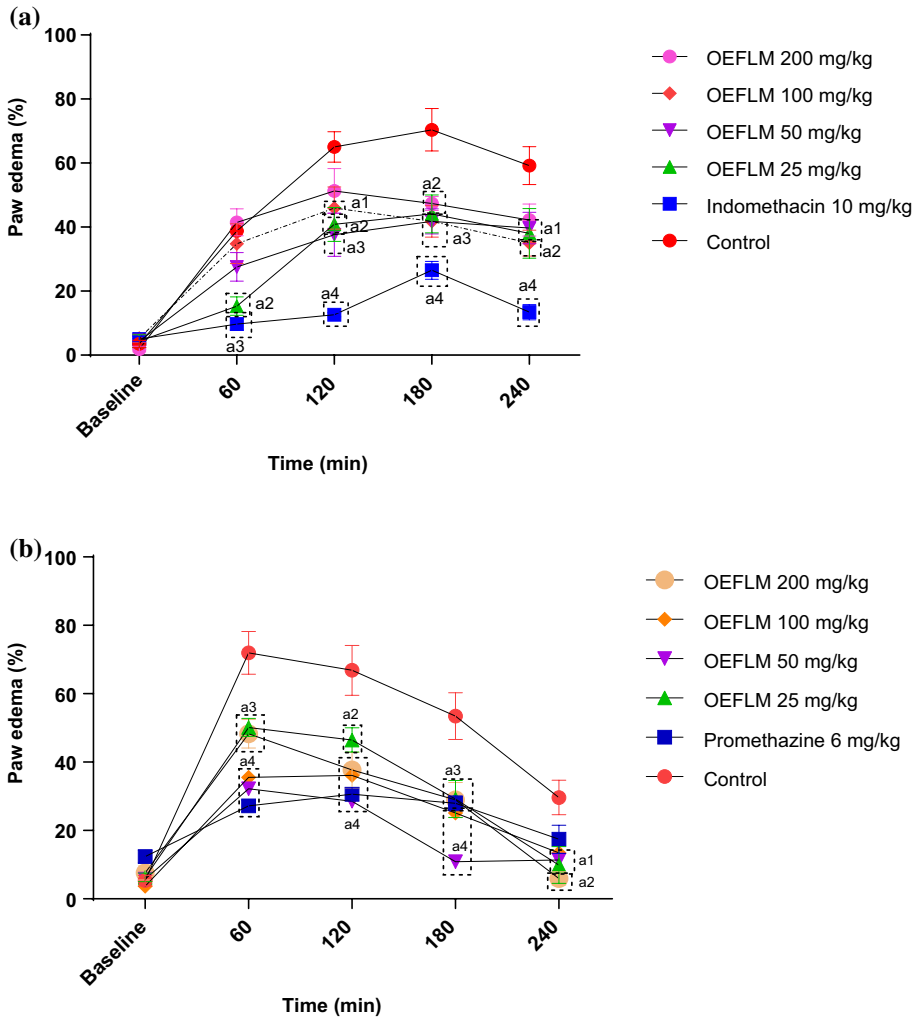 (a)
100
80
60
40
20
0
Paw edema (%)
a2
a1
a2
a3
a3
a1
a2
a2
a4
a4
a4
a3
Baseline
60
120
180
240
Time (min)
OEFLM 200 mg/kg
OEFLM 100 mg/kg
OEFLM 50 mg/kg
OEFLM 25 mg/kg
Indomethacin 10 mg/kg
Control
(b)
100
80
60
40
20
0
Paw edema (%)
a3
a2
a4
a3
a4
a4
a1
a2
Baseline
60
120
180
240
Time (min)
OEFLM 200 mg/kg
OEFLM 100 mg/kg
OEFLM 50 mg/kg
OEFLM 25 mg/kg
Promethazine 6 mg/kg
Control